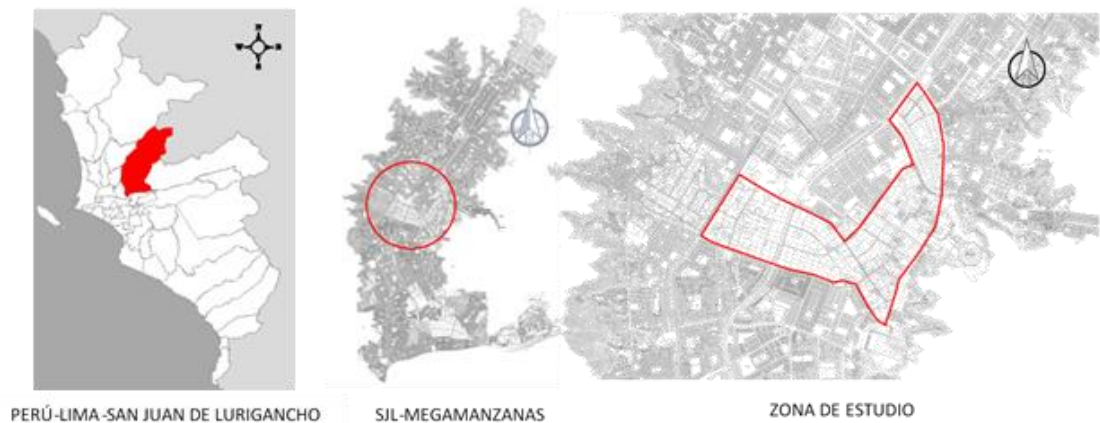 N
PERÚ-LIMA-SAN JUAN DE LURIGANCHO
SJL-MEGAMANZANAS
ZONA DE ESTUDIO